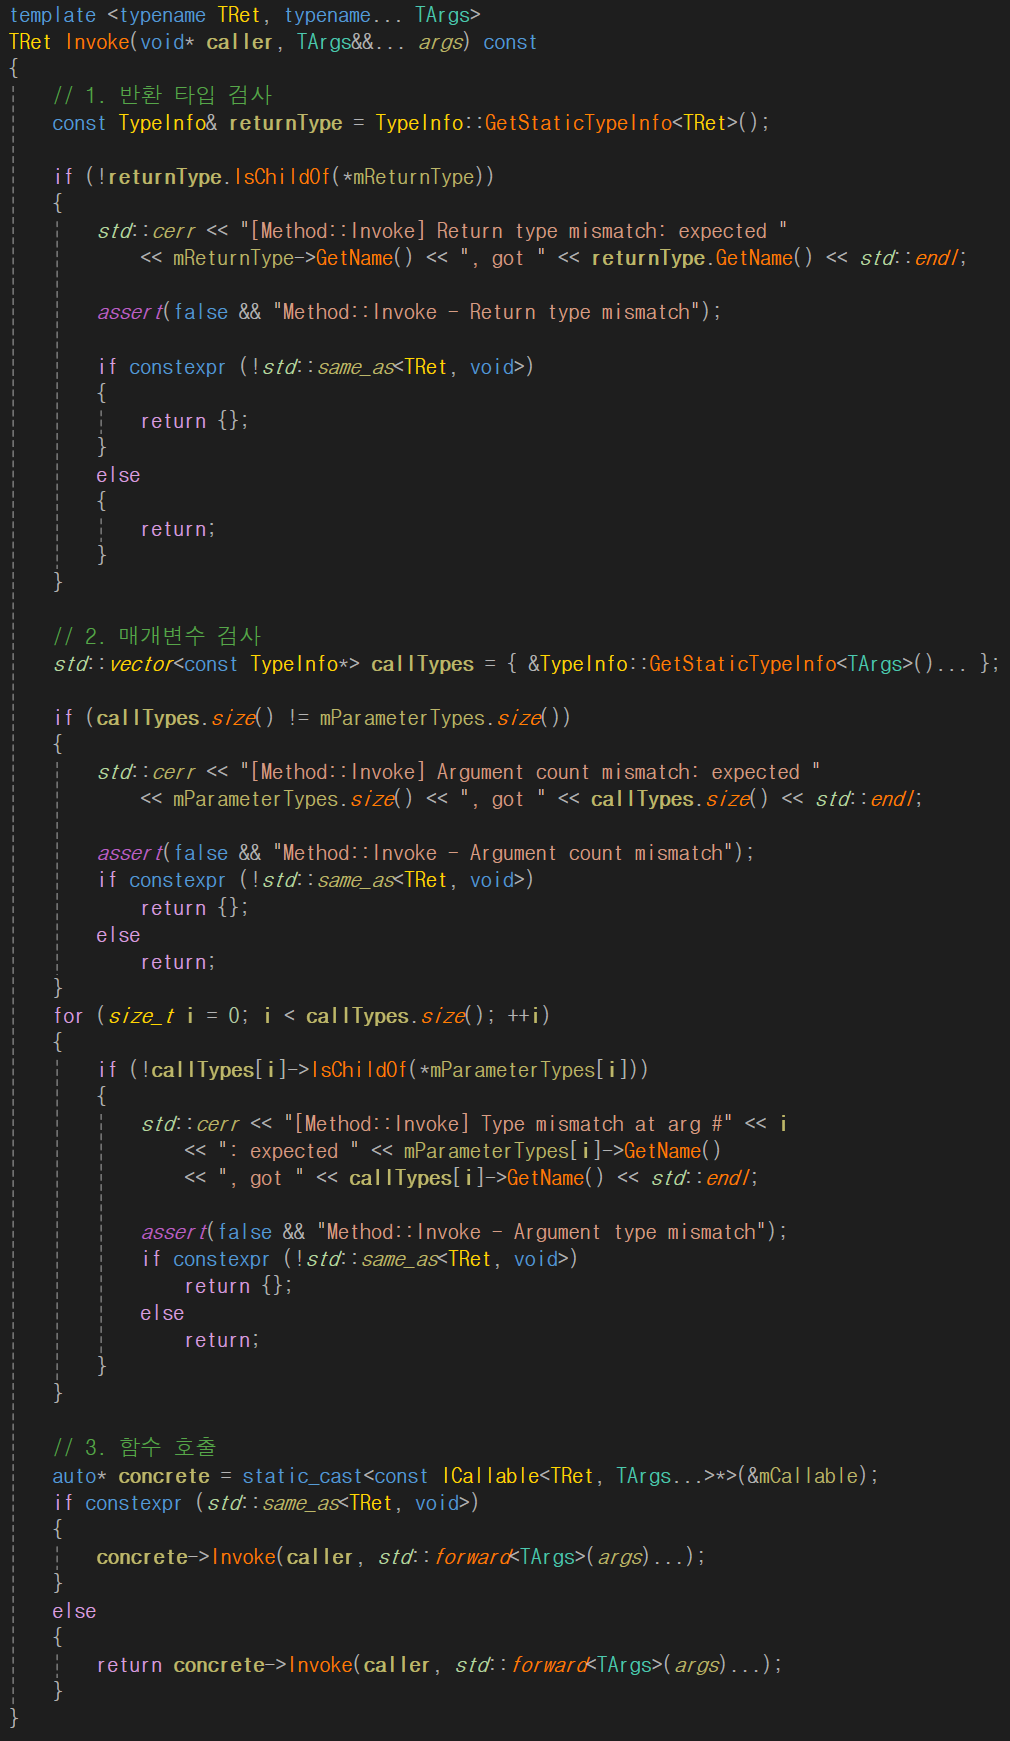 template <typename TRet, typename... TArgs>
TRet Invoke(void* caller, TArgs&&... args) const
{
// 1. 반환 타입 검사
const TypeInfo& returnType = TypeInfo::GetStaticTypeInfo<TRet>();
if (!returnType.IsChildOf(*mReturnType))
{
std::cerr << "[Method::Invoke] Return type mismatch: expected "
<< mReturnType->GetName() << ", got " << returnType.GetName() << std::endl;
assert(false && "Method::Invoke - Return type mismatch");
if constexpr (!std::same_as<TRet, void>)
{
return {};
}
else
{
return;
}
}
// 2. 매개변수 검사
std::vector<const TypeInfo*> callTypes = { &TypeInfo::GetStaticTypeInfo<TArgs>()... };
if (callTypes.size() != mParameterTypes.size())
{
std::cerr << "[Method::Invoke] Argument count mismatch: expected "
<< mParameterTypes.size() << ", got " << callTypes.size() << std::endl;
assert(false && "Method::Invoke - Argument count mismatch");
if constexpr (!std::same_as<TRet, void>)
return {};
else
return;
}
for (size_t i = 0; i < callTypes.size(); ++i)
{
if (!callTypes[i]->IsChildOf(*mParameterTypes[i]))
{
std::cerr << "[Method::Invoke] Type mismatch at arg #" << i
<< ": expected " << mParameterTypes[i]->GetName()
<< ", got " << callTypes[i]->GetName() << std::endl;
assert(false && "Method::Invoke - Argument type mismatch");
if constexpr (!std::same_as<TRet, void>)
return {};
else
return;
}
}
// 3. 함수 호출
auto* concrete = static_cast<const ICallable<TRet, TArgs...>*>(&mCallable);
if constexpr (std::same_as<TRet, void>)
{
concrete->Invoke(caller, std::forward<TArgs>(args)...);
}
else
{
return concrete->Invoke(caller, std::forward<TArgs>(args)...);
}
}